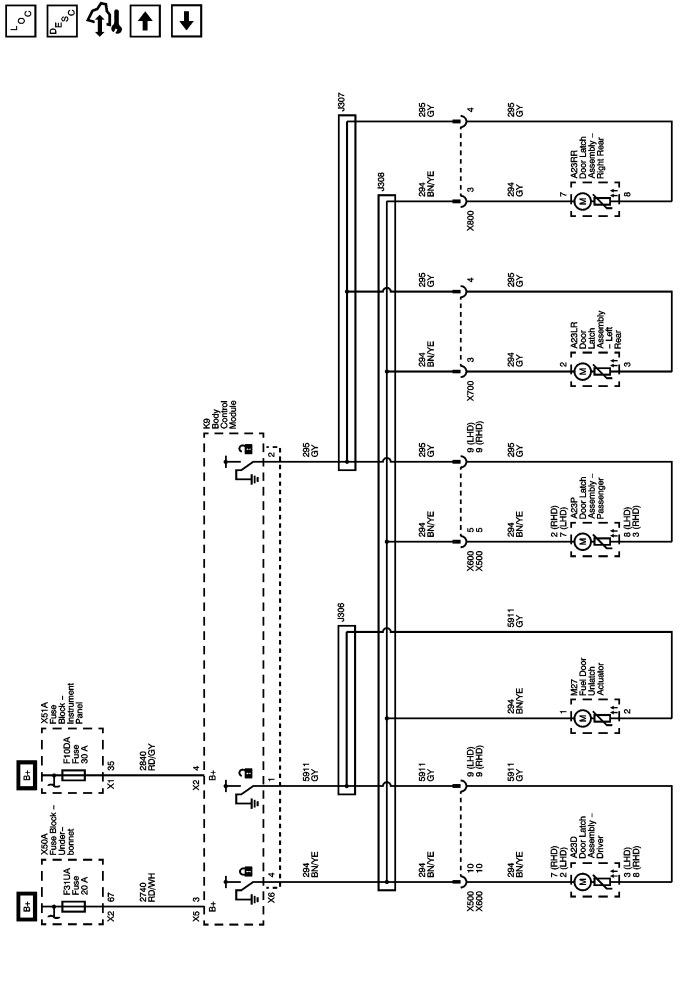 LOC
DESC
B+
X50A
Fuse Block –
Under-
bonnet
F31UA
Fuse
20 A
X2
67
2740
RD/WH
X5
3
B+
B+
X51A
Fuse
Block –
Instrument
Panel
F10DA
Fuse
30 A
X1
35
2840
RD/GY
X2
4
B+
K9
Body
Control
Module
X6
4
1
2
294
BN/YE
5911
GY
295
GY
J306
J307
J308
294
BN/YE
5911
GY
294
BN/YE
295
GY
294
BN/YE
295
GY
294
BN/YE
295
GY
X500
X600
10
10
9 (LHD)
9 (RHD)
X600
X500
5
5
9 (LHD)
9 (RHD)
X700
3
4
X800
3
4
294
BN/YE
5911
GY
294
BN/YE
5911
GY
294
BN/YE
295
GY
294
GY
295
GY
294
GY
295
GY
7 (RHD)
2 (LHD)
A23D
Door Latch
Assembly –
Driver
M
3 (LHD)
8 (RHD)
1
M27
Fuel Door
Unlatch
Actuator
M
2
2 (RHD)
7 (LHD)
A23P
Door Latch
Assembly –
Passenger
M
8 (LHD)
3 (RHD)
2
A23LR
Door
Latch
Assembly
– Left
Rear
M
3
7
A23RR
Door Latch
Assembly –
Right Rear
M
8